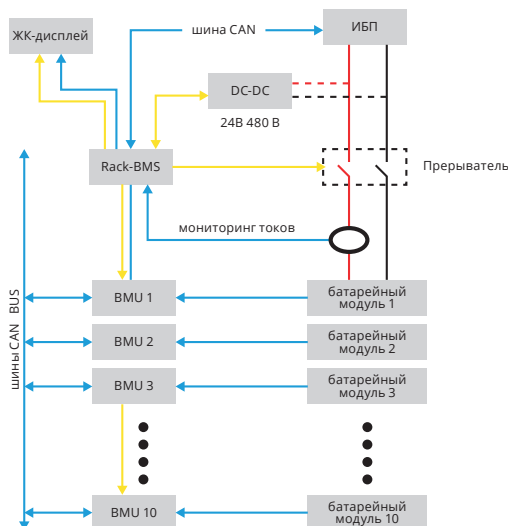 шина CAN
ИБП
ЖК-дисплей
DC-DC
24В 480 В
Rack-BMS
Прерыватель
мониторинг токов
шины CAN BUS
BMU 1
батарейный
модуль 1
BMU 2
батарейный
модуль 2
BMU 3
батарейный
модуль 3
BMU 10
батарейный
модуль 10